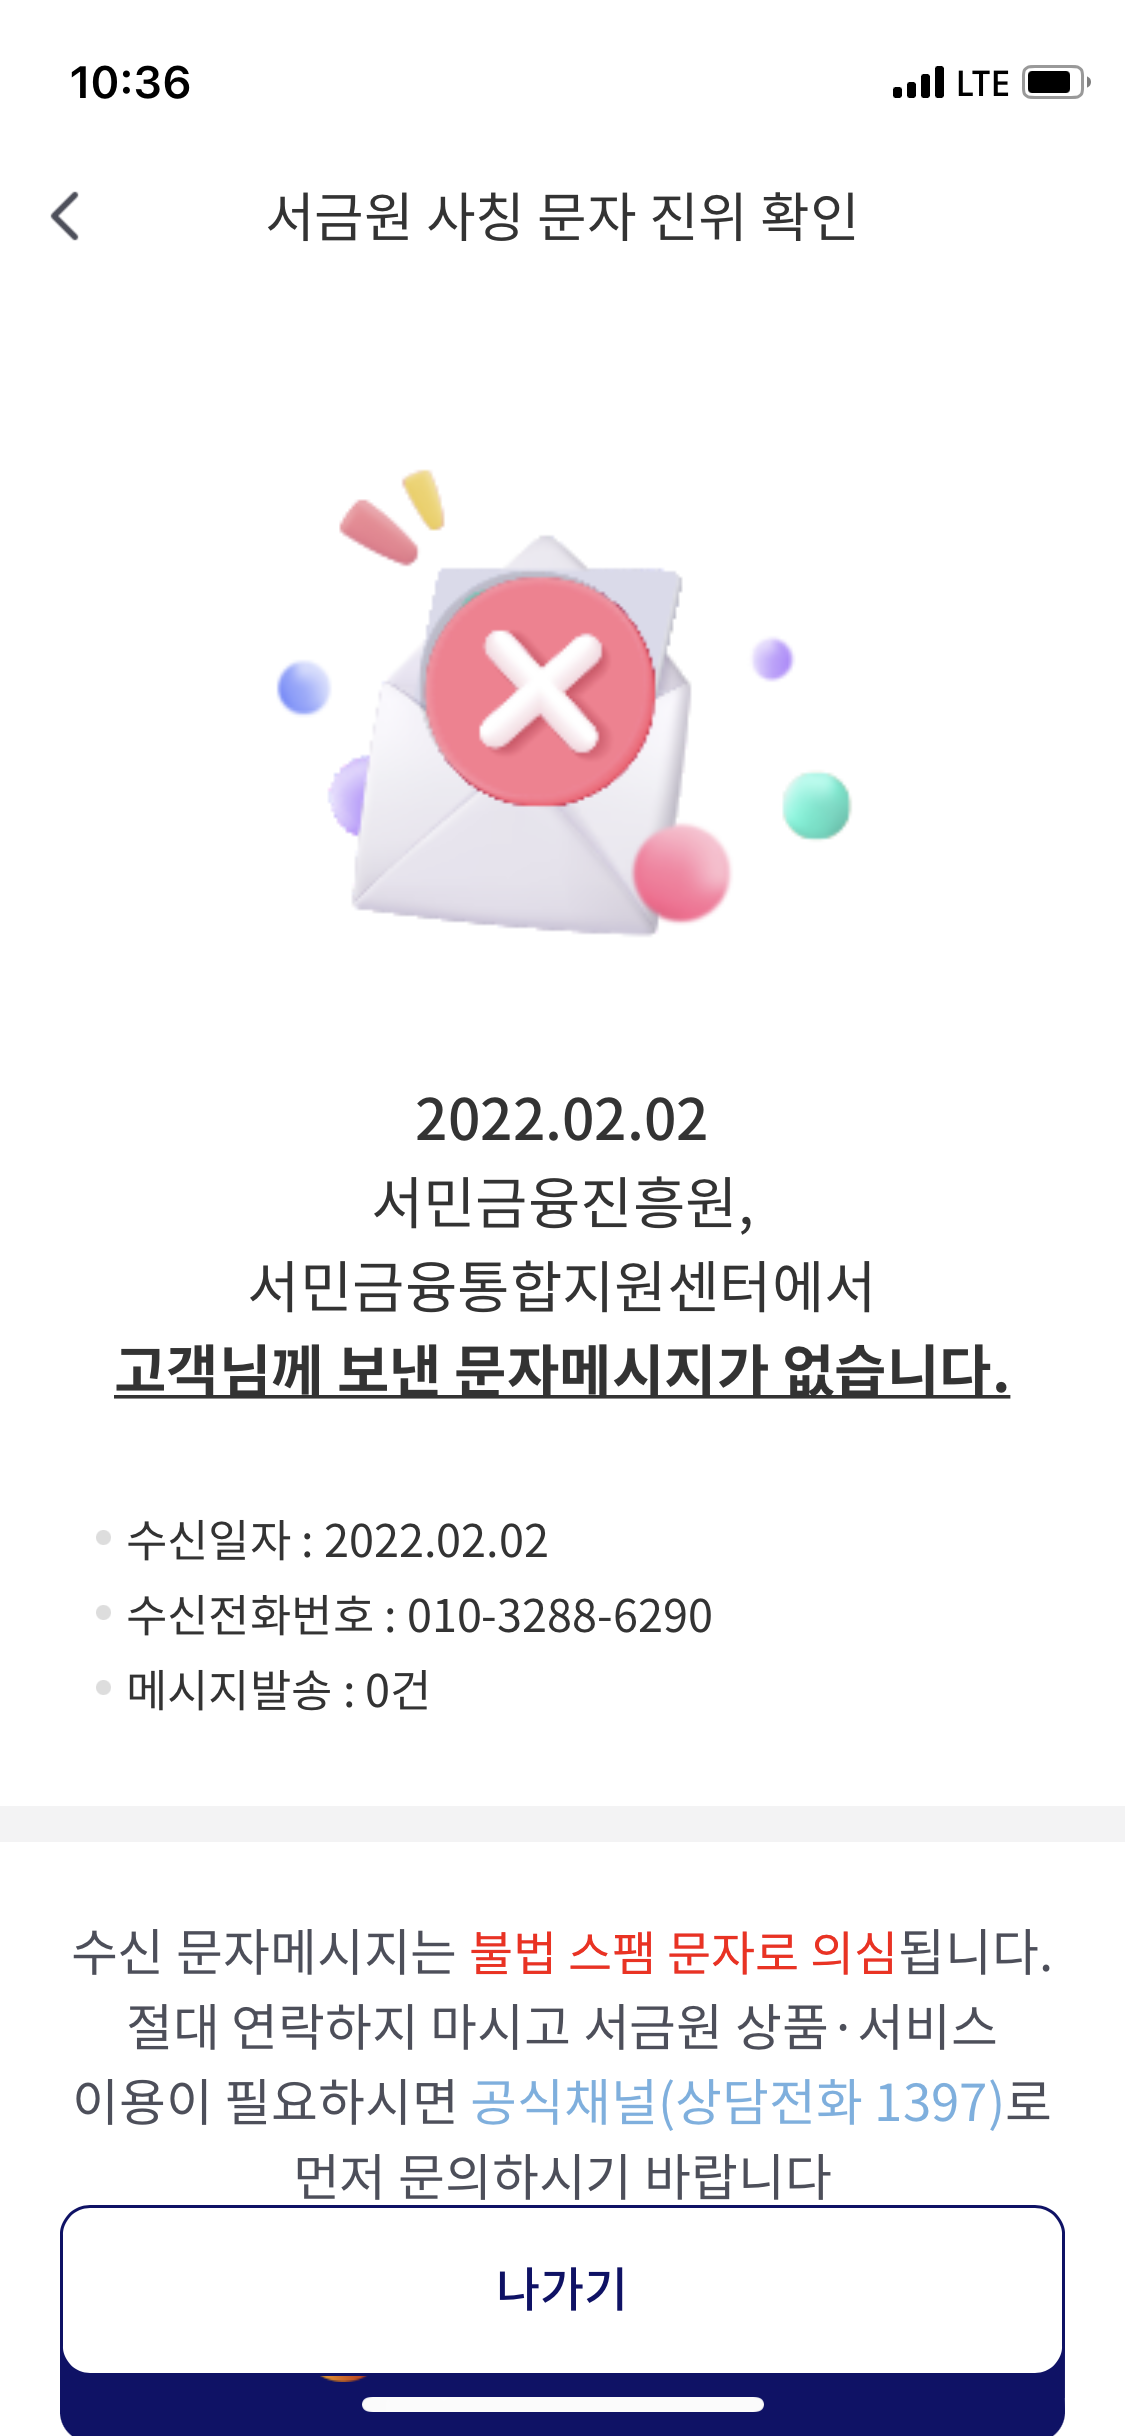 10:36
LTE
서금원 사칭 문자 진위 확인
2022.02.02
서민금융진흥원,
서민금융통합지원센터에서
고객님께 보낸 문자메시지가 없습니다.
수신일자 : 2022.02.02
수신전화번호 : 010-3288-6290
메시지발송 : 0건
수신 문자메시지는 불법 스팸 문자로 의심됩니다.
절대 연락하지 마시고 서금원 상품·서비스
이용이 필요하시면 공식채널(상담전화 1397)로
먼저 문의하시기 바랍니다
나가기